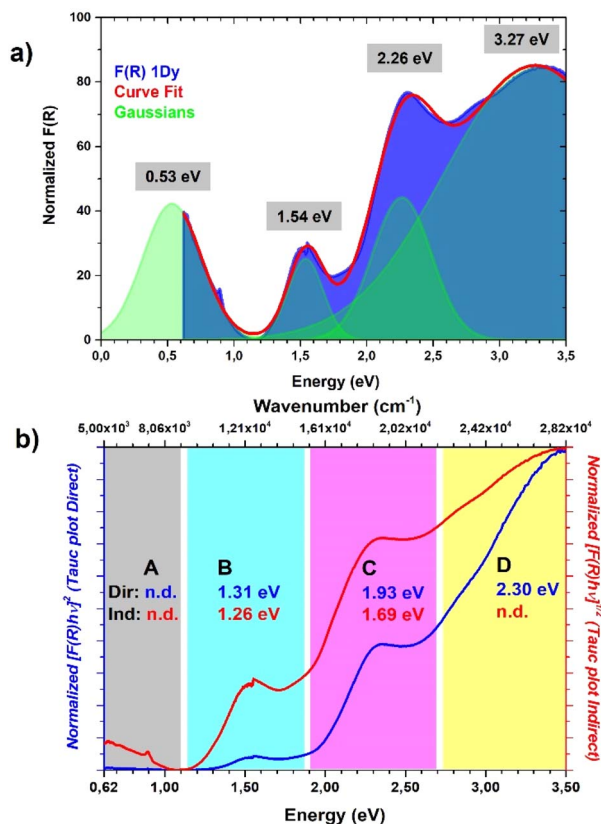 a)
F(R) 1Dy
Curve Fit
Gaussians
0.53 eV
1.54 eV
2.26 eV
3.27 eV
Normalized F(R)
100
80
60
40
20
0
0,0 0,5 1,0 1,5 2,0 2,5 3,0 3,5
Energy (eV)
Wavenumber (cm⁻¹)
5,00x10³ 8,06x10³ 1,21x10⁴ 1,61x10⁴ 2,02x10⁴ 2,42x10⁴ 2,82x10⁴
b)
Normalized [F(R)hν]² (Tauc plot Direct)
A B C D
Dir: n.d. 1.31 eV 1.93 eV 2.30 eV
Ind: n.d. 1.26 eV 1.69 eV n.d.
Normalized [F(R)hν]¹/² (Tauc plot Indirect)
0,62 1,00 1,50 2,00 2,50 3,00 3,50
Energy (eV)